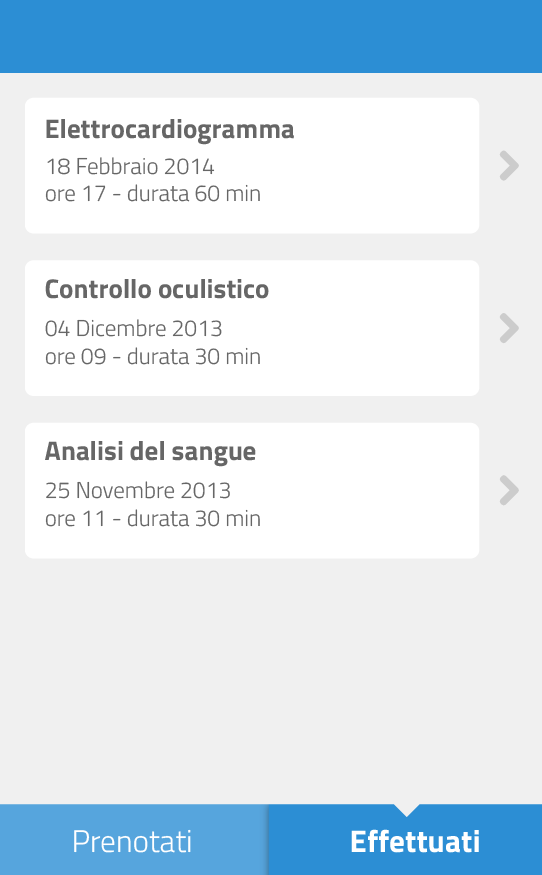 Elettrocardiogramma
18 Febbraio 2014
ore 17 - durata 60 min
Controllo oculistico
04 Dicembre 2013
ore 09 - durata 30 min
Analisi del sangue
25 Novembre 2013
ore 11 - durata 30 min
Prenotati
Effettuati